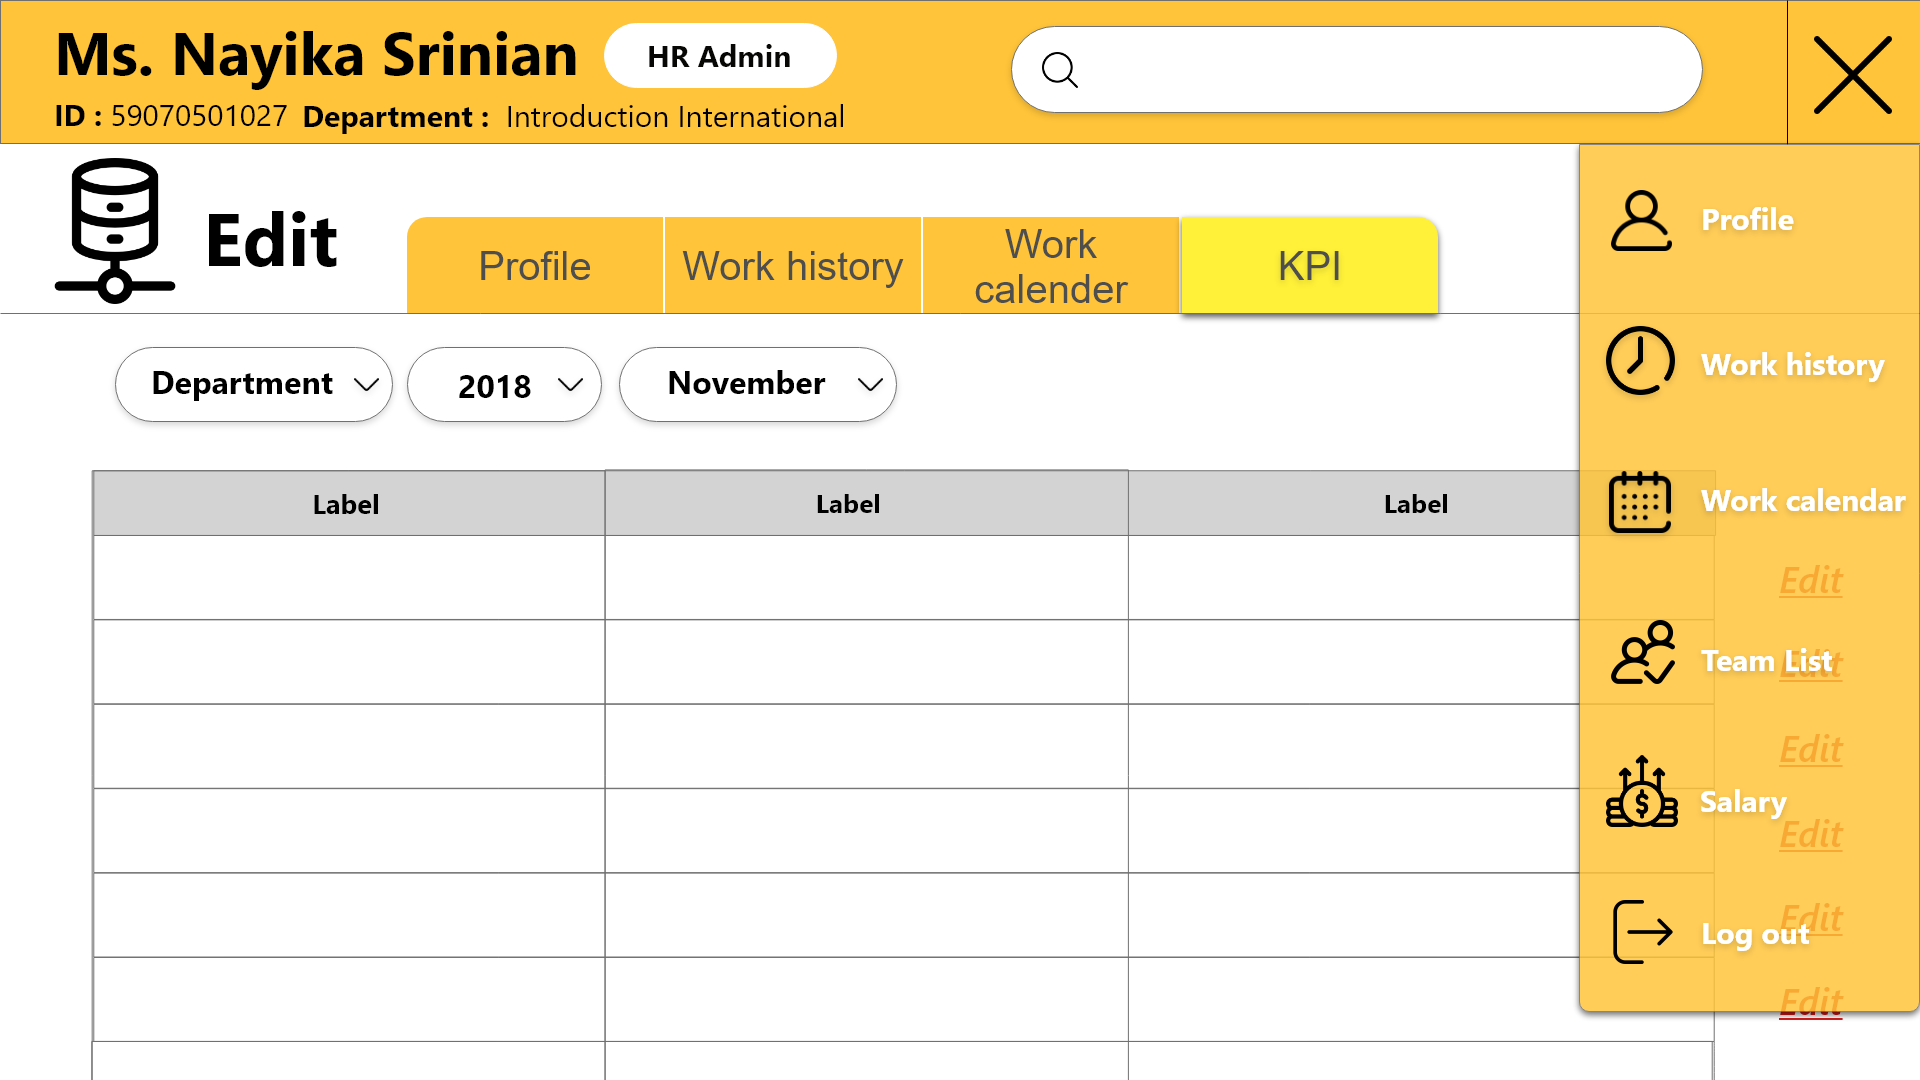 Ms. Nayika Srinian
HR Admin
ID : 59070501027 Department : Introduction International
Edit
Profile
Work history
Work
calender
KPI
Department
2018
November
Label
Label
Label
Edit
Edit
Edit
Edit
Edit
Edit
Profile
Work history
Work calendar
Team List
Salary
Log out